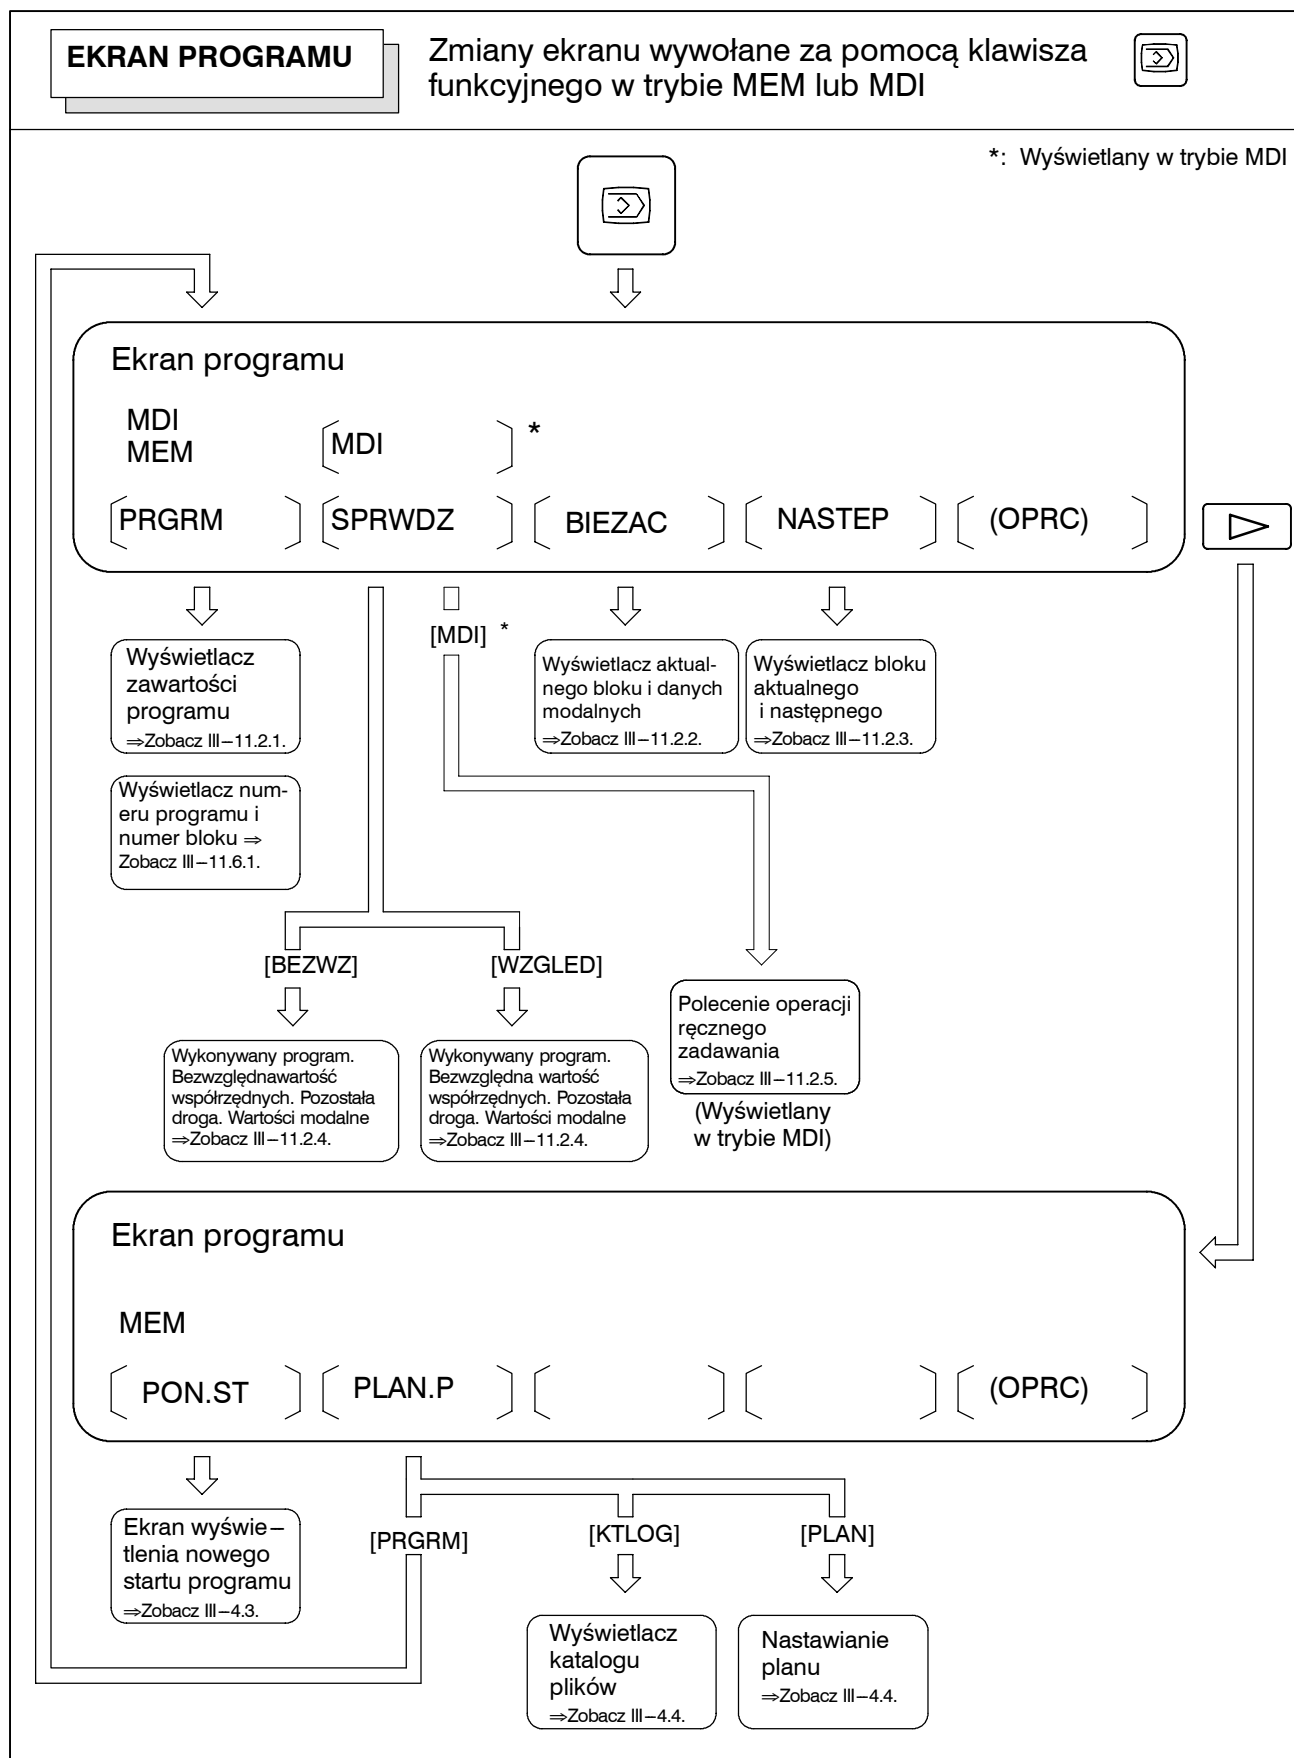 EKRAN PROGRAMU
Zmiany ekranu wywołane za pomocą klawisza
funkcyjnego w trybie MEM lub MDI
*: Wyświetlany w trybie MDI
Ekran programu
MDI
MEM
[MDI] *
[PRGRM] [SPRWDZ] [BIEZAC] [NASTEP] [(OPRC)]
Wyświetlacz
zawartości
programu
⇒Zobacz III–11.2.1.
[MDI] *
Wyświetlacz aktual-
nego bloku i danych
modalnych
⇒Zobacz III–11.2.2.
Wyświetlacz bloku
aktualnego
i następnego
⇒Zobacz III–11.2.3.
Wyświetlacz num-
eru programu i
numer bloku ⇒
Zobacz III–11.6.1.
[BEZWZ]
[WZGLED]
Wykonywany program.
Bezwzględnawartość
współrzędnych. Pozostała
droga. Wartości modalne
⇒Zobacz III–11.2.4.
Wykonywany program.
Bezwzględna wartość
współrzędnych. Pozostała
droga. Wartości modalne
⇒Zobacz III–11.2.4.
Polecenie operacji
ręcznego
zadawania
⇒Zobacz III–11.2.5.
(Wyświetlany
w trybie MDI)
Ekran programu
MEM
[PON.ST] [PLAN.P] [ ] [ ] [(OPRC)]
Ekran wyświe–
tlenia nowego
startu programu
⇒Zobacz III–4.3.
[PRGRM]
[KTLOG]
[PLAN]
Wyświetlacz
katalogu
plików
⇒Zobacz III–4.4.
Nastawianie
planu
⇒Zobacz III–4.4.